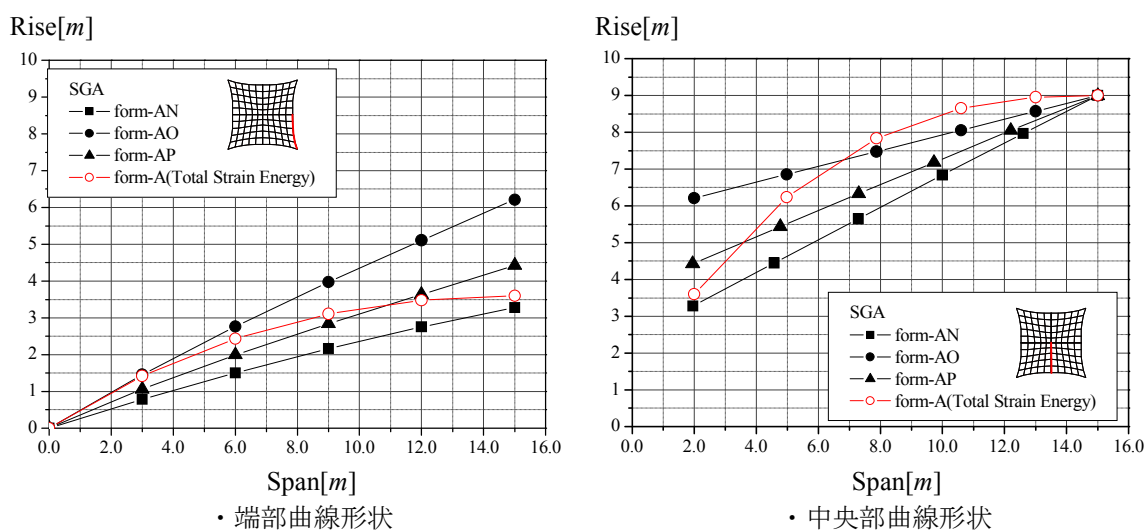 Rise[m]
10
9
8
7
6
5
4
3
2
1
0
SGA
form-AN
form-AO
form-AP
form-A(Total Strain Energy)
0.0 2.0 4.0 6.0 8.0 10.0 12.0 14.0 16.0
Span[m]
・端部曲線形状
Rise[m]
10
9
8
7
6
5
4
3
2
1
0
SGA
form-AN
form-AO
form-AP
form-A(Total Strain Energy)
0.0 2.0 4.0 6.0 8.0 10.0 12.0 14.0 16.0
Span[m]
・中央部曲線形状